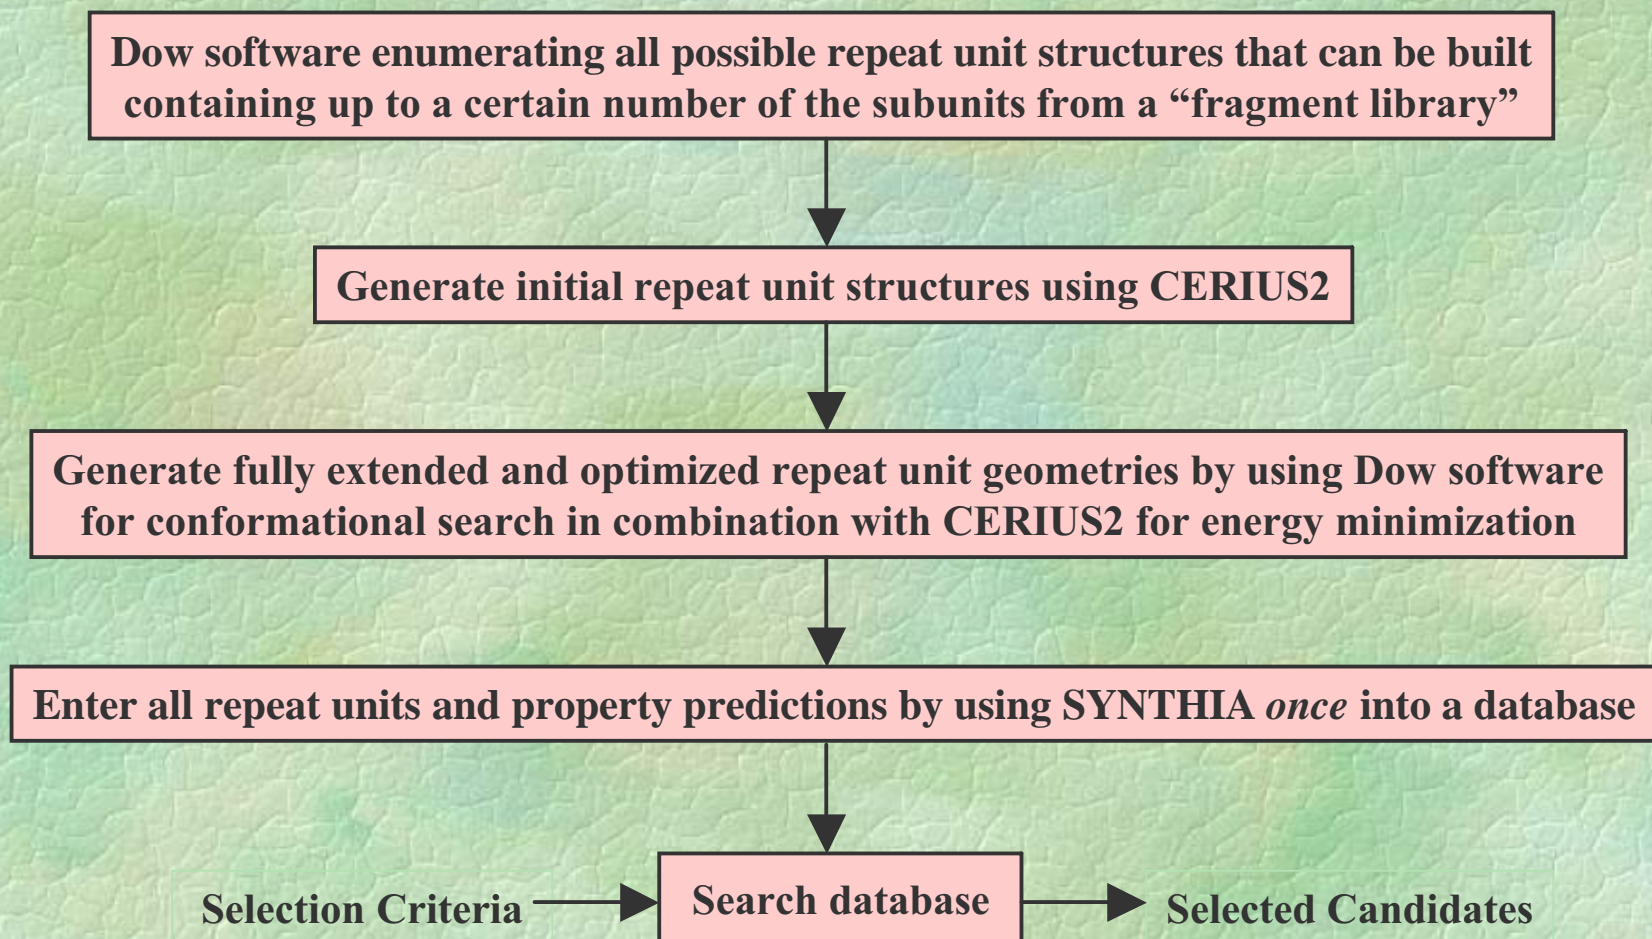 Dow software enumerating all possible repeat unit structures that can be built
containing up to a certain number of the subunits from a “fragment library”
Generate initial repeat unit structures using CERIUS2
Generate fully extended and optimized repeat unit geometries by using Dow software
for conformational search in combination with CERIUS2 for energy minimization
Enter all repeat units and property predictions by using SYNTHIA once into a database
Selection Criteria
Search database
Selected Candidates